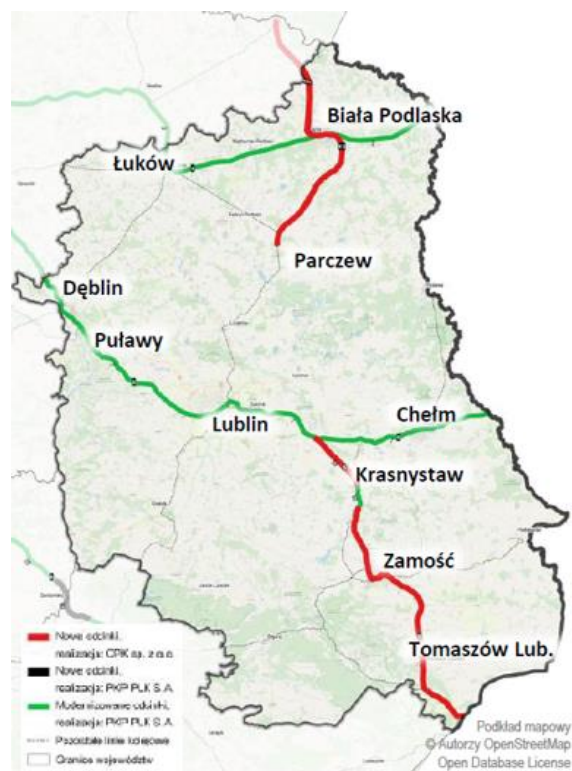 Biała Podlaska
Łuków
Parczew
Dęblin
Puławy
Lublin
Chełm
Krasnystaw
Zamość
Tomaszów Lub.
Nowe odcinki,
realizacja: CPK sp. z o.o.
Nowe odcinki,
realizacja: PKP PLK S.A.
Modernizowane odcinki,
realizacja: PKP PLK S.A.
Pozostałe linie kolejowe
Granice województw
Podkład mapowy
© Autorzy OpenStreetMap
Open Database License